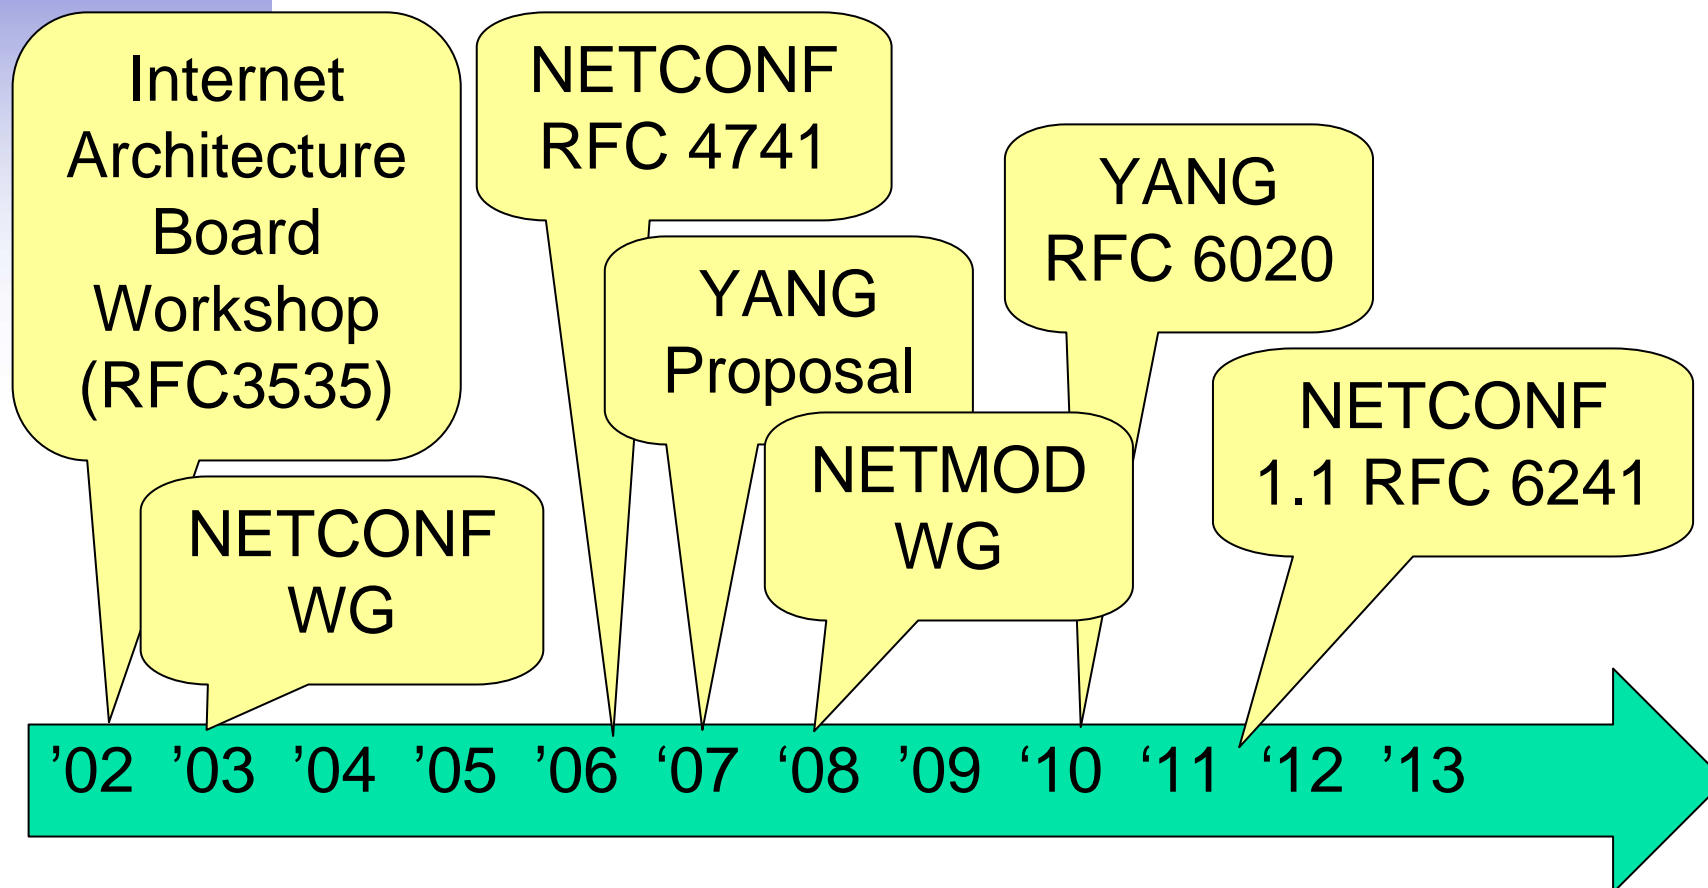 Internet
Architecture
Board
Workshop
(RFC3535)
NETCONF
WG
NETCONF
RFC 4741
YANG
Proposal
NETMOD
WG
YANG
RFC 6020
NETCONF
1.1 RFC 6241
’02 ’03 ’04 ’05 ’06 ‘07 ‘08 ’09 ‘10 ‘11 ‘12 ’13